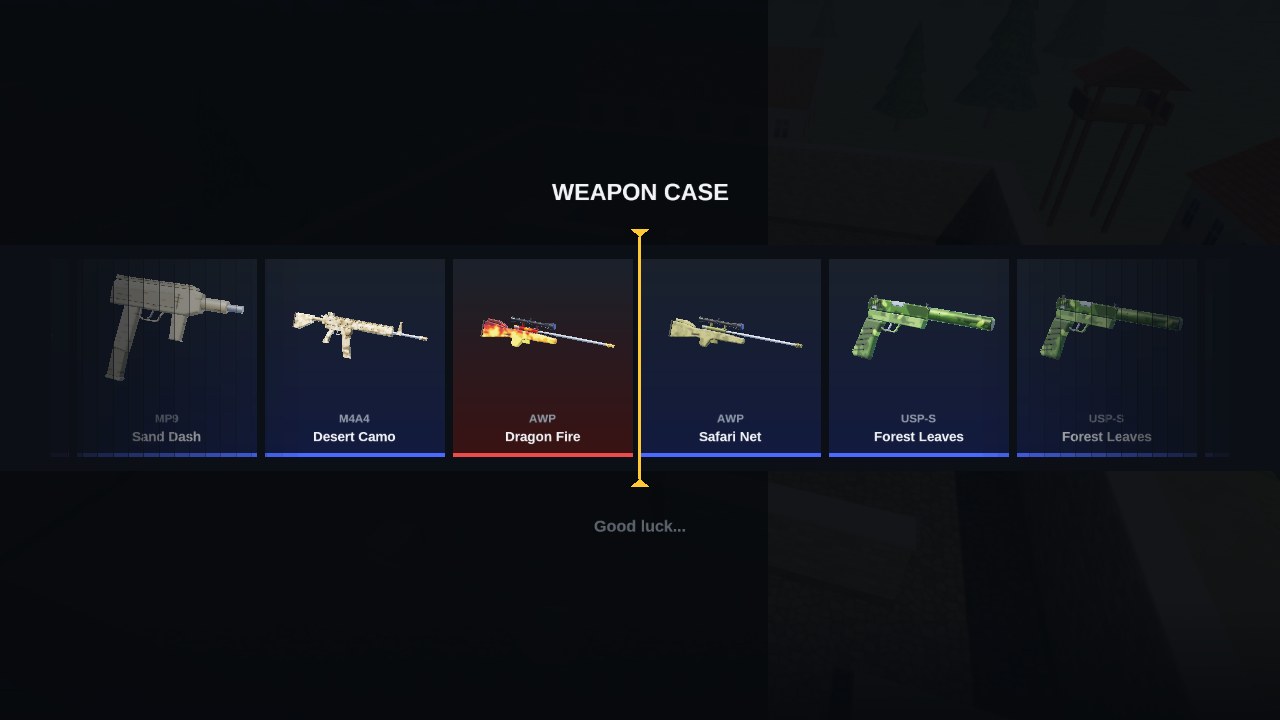 WEAPON CASE
MP9
Sand Dash
M4A4
Desert Camo
AWP
Dragon Fire
AWP
Safari Net
USP-S
Forest Leaves
USP-S
Forest Leaves
Good luck...